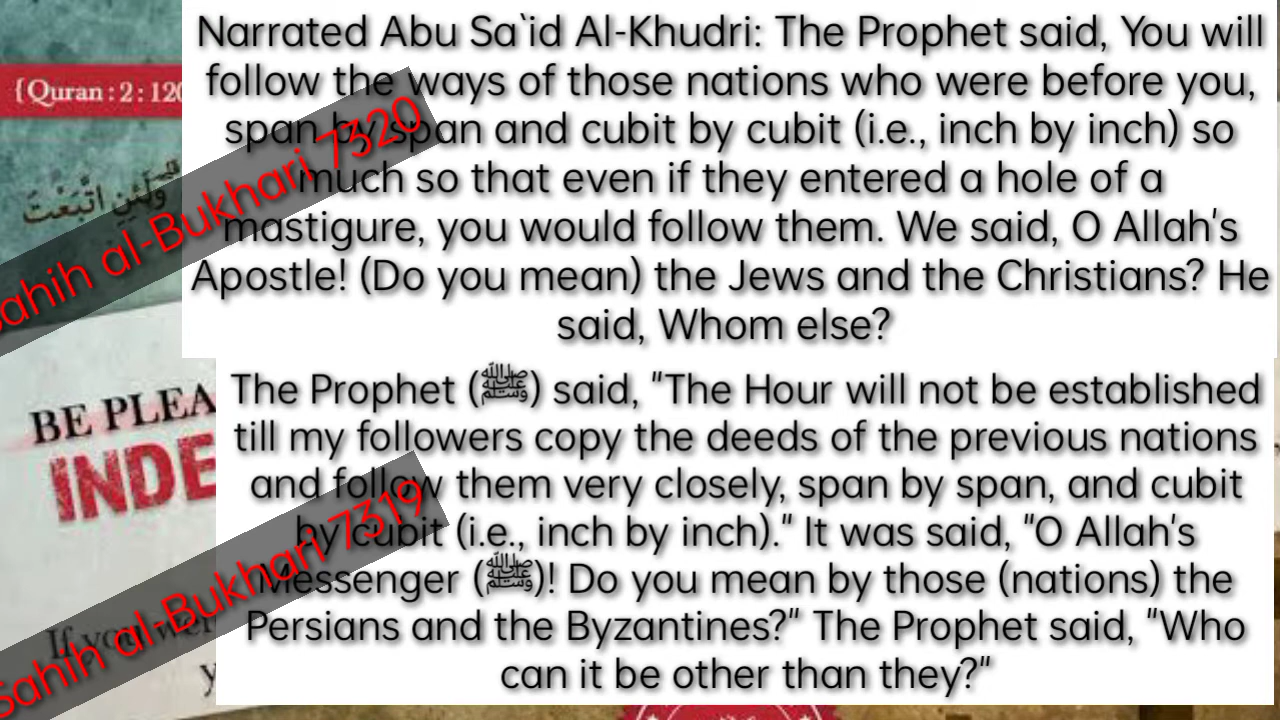 Narrated Abu Sa`id Al-Khudri: The Prophet said, You will
follow the ways of those nations who were before you,
span by span and cubit by cubit (i.e., inch by inch) so
much so that even if they entered a hole of a
mastigure, you would follow them. We said, O Allah's
Apostle! (Do you mean) the Jews and the Christians? He
said, Whom else?
Sahih al-Bukhari 7320
{Quran : 2 : 120
وَلَئِنِ اتَّبَعْتَ
The Prophet (ﷺ) said, "The Hour will not be established
till my followers copy the deeds of the previous nations
and follow them very closely, span by span, and cubit
by cubit (i.e., inch by inch)." It was said, "O Allah's
Messenger (ﷺ)! Do you mean by those (nations) the
Persians and the Byzantines?" The Prophet said, "Who
can it be other than they?"
Sahih al-Bukhari 7319
BE PLEA
INDE
If you wer
y